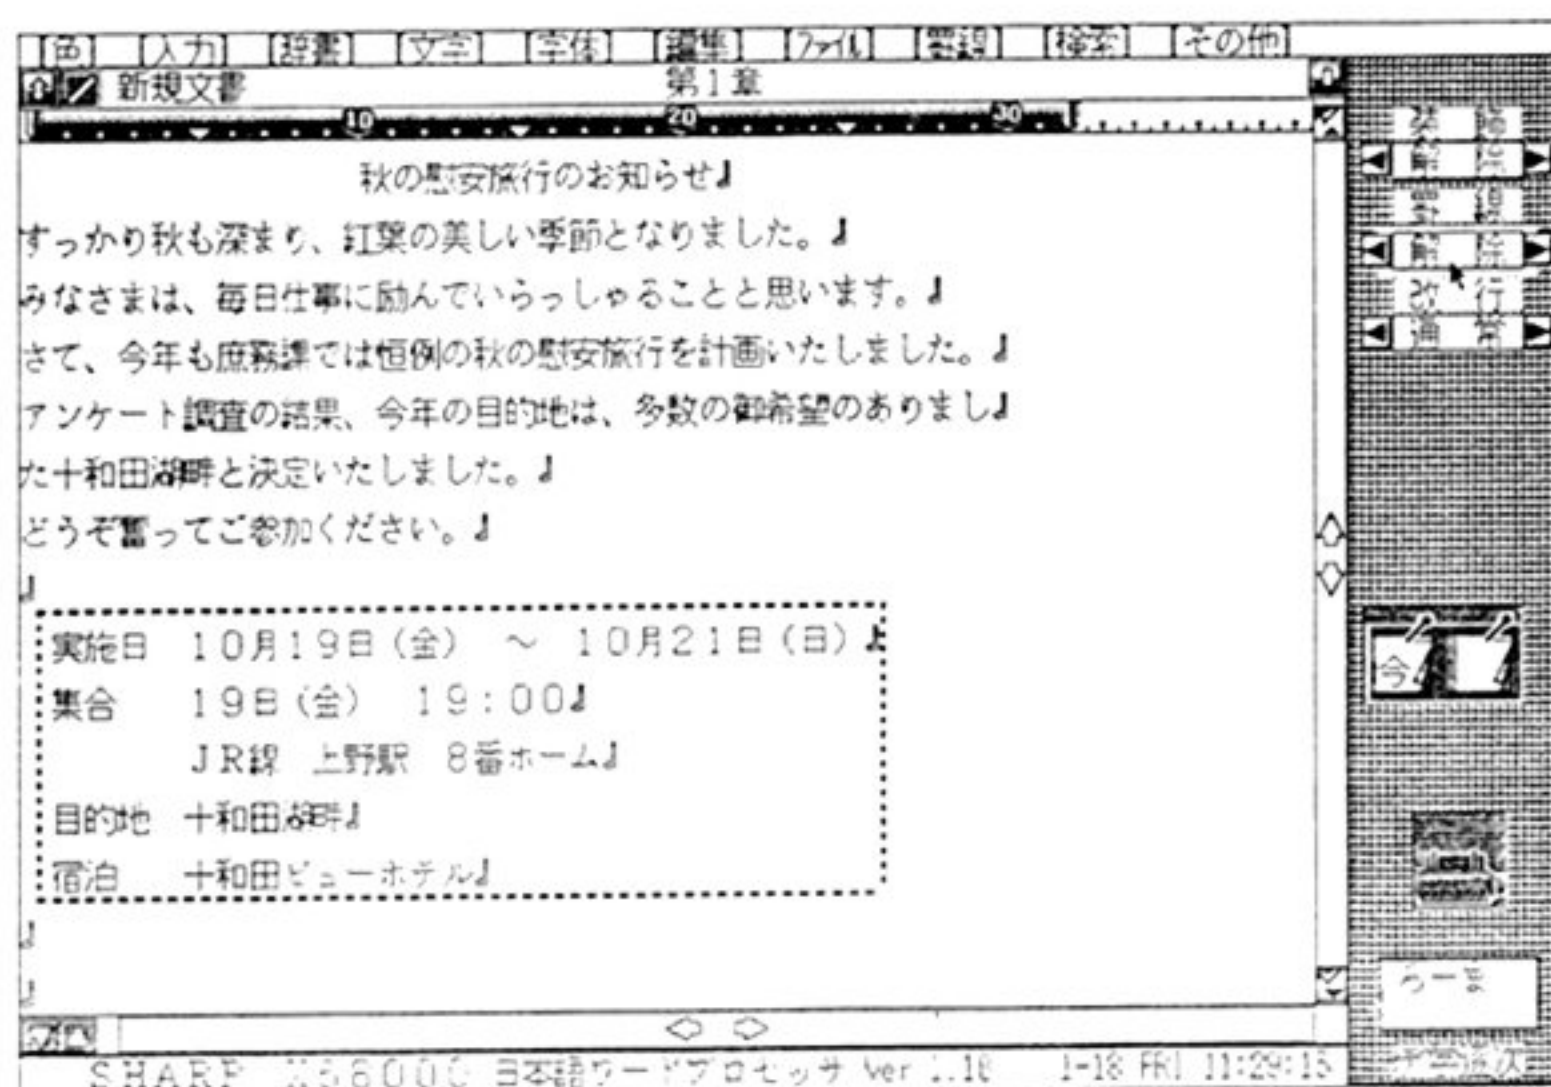 [色] [入力] [辞書] [文字] [字体] [編集] [ファイル] [罫線] [検索] [その他]
新規文書 第1章
10 20 30
秋の慰安旅行のお知らせ
すっかり秋も深まり、紅葉の美しい季節となりました。
みなさまは、毎日仕事に励んでいらっしゃることと思います。
さて、今年も庶務課では恒例の秋の慰安旅行を計画いたしました。
アンケート調査の結果、今年の目的地は、多数の御希望のありまし
た十和田湖畔と決定いたしました。
どうぞ奮ってご参加ください。
実施日 10月19日(金) ~ 10月21日(日)
集合 19日(金) 19:00
JR線 上野駅 8番ホーム
目的地 十和田湖畔
宿泊 十和田ビューホテル
解除
改行
今
ろーま
SHARP X68000 日本語ワードプロセッサ Ver 1.10 1-18 FRI 11:29:15